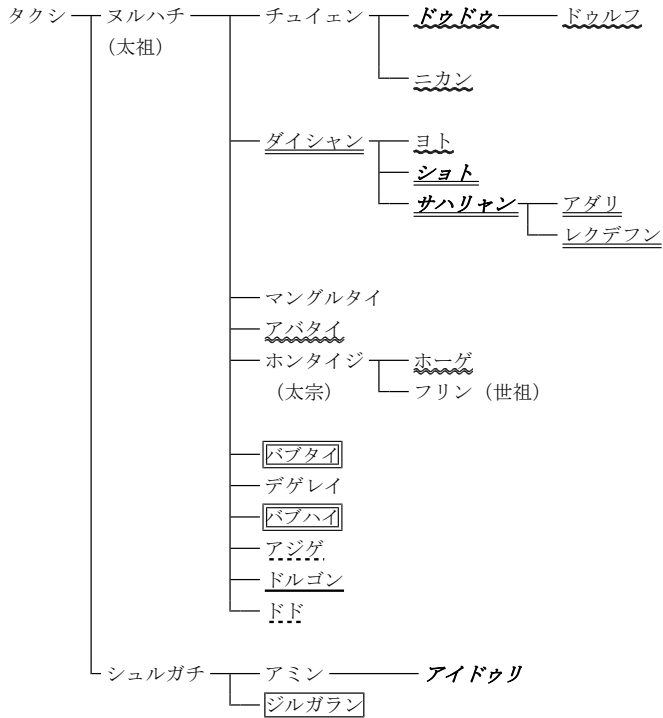 タクシ ヌルハチ チュイェン ドゥドゥ ドゥルフ
（太祖）
ニカン
ダイシャン ヨト
ショト
サハリャン アダリ
レクデフン
マングルタイ
アバタイ
ホンタイジ ホーゲ
（太宗） フリン（世祖）
バブタイ
デゲレイ
バブハイ
アジゲ
ドルゴン
ドド
シュルガチ アミン アイドゥリ
ジルガラン